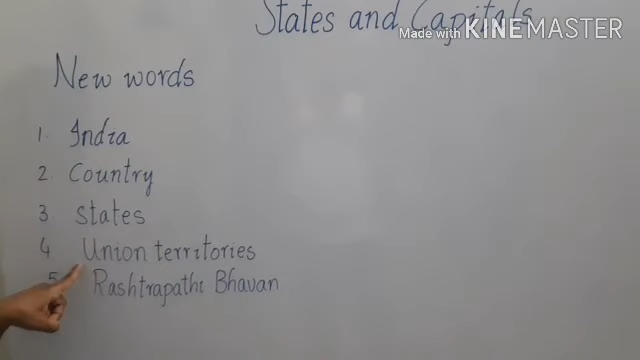 States and Capitals
Made with KINEMASTER
New words
1. India
2. Country
3. States
4 Union territories
5 Rashtrapathi Bhavan